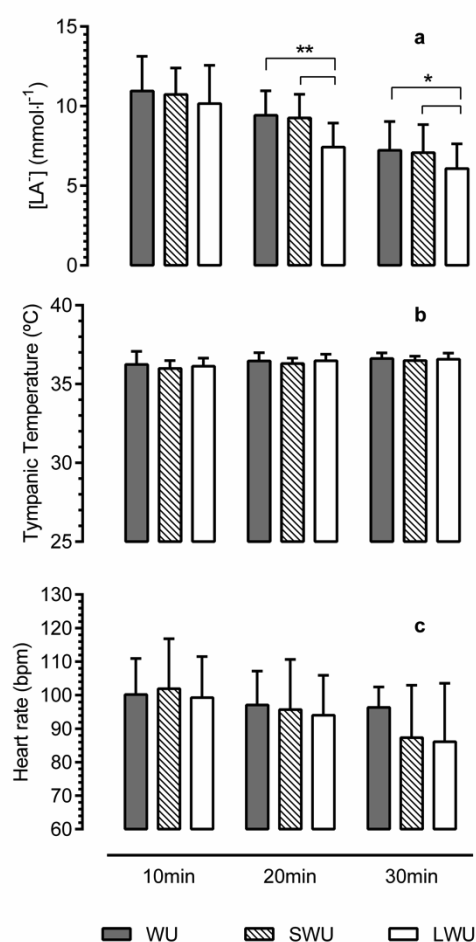 a
**
*
15
10
5
0
[LA⁻] (mmol·l⁻¹)
b
40
35
30
25
Tympanic Temperature (ºC)
c
130
120
110
100
90
80
70
60
Heart rate (bpm)
10min 20min 30min
WU SWU LWU